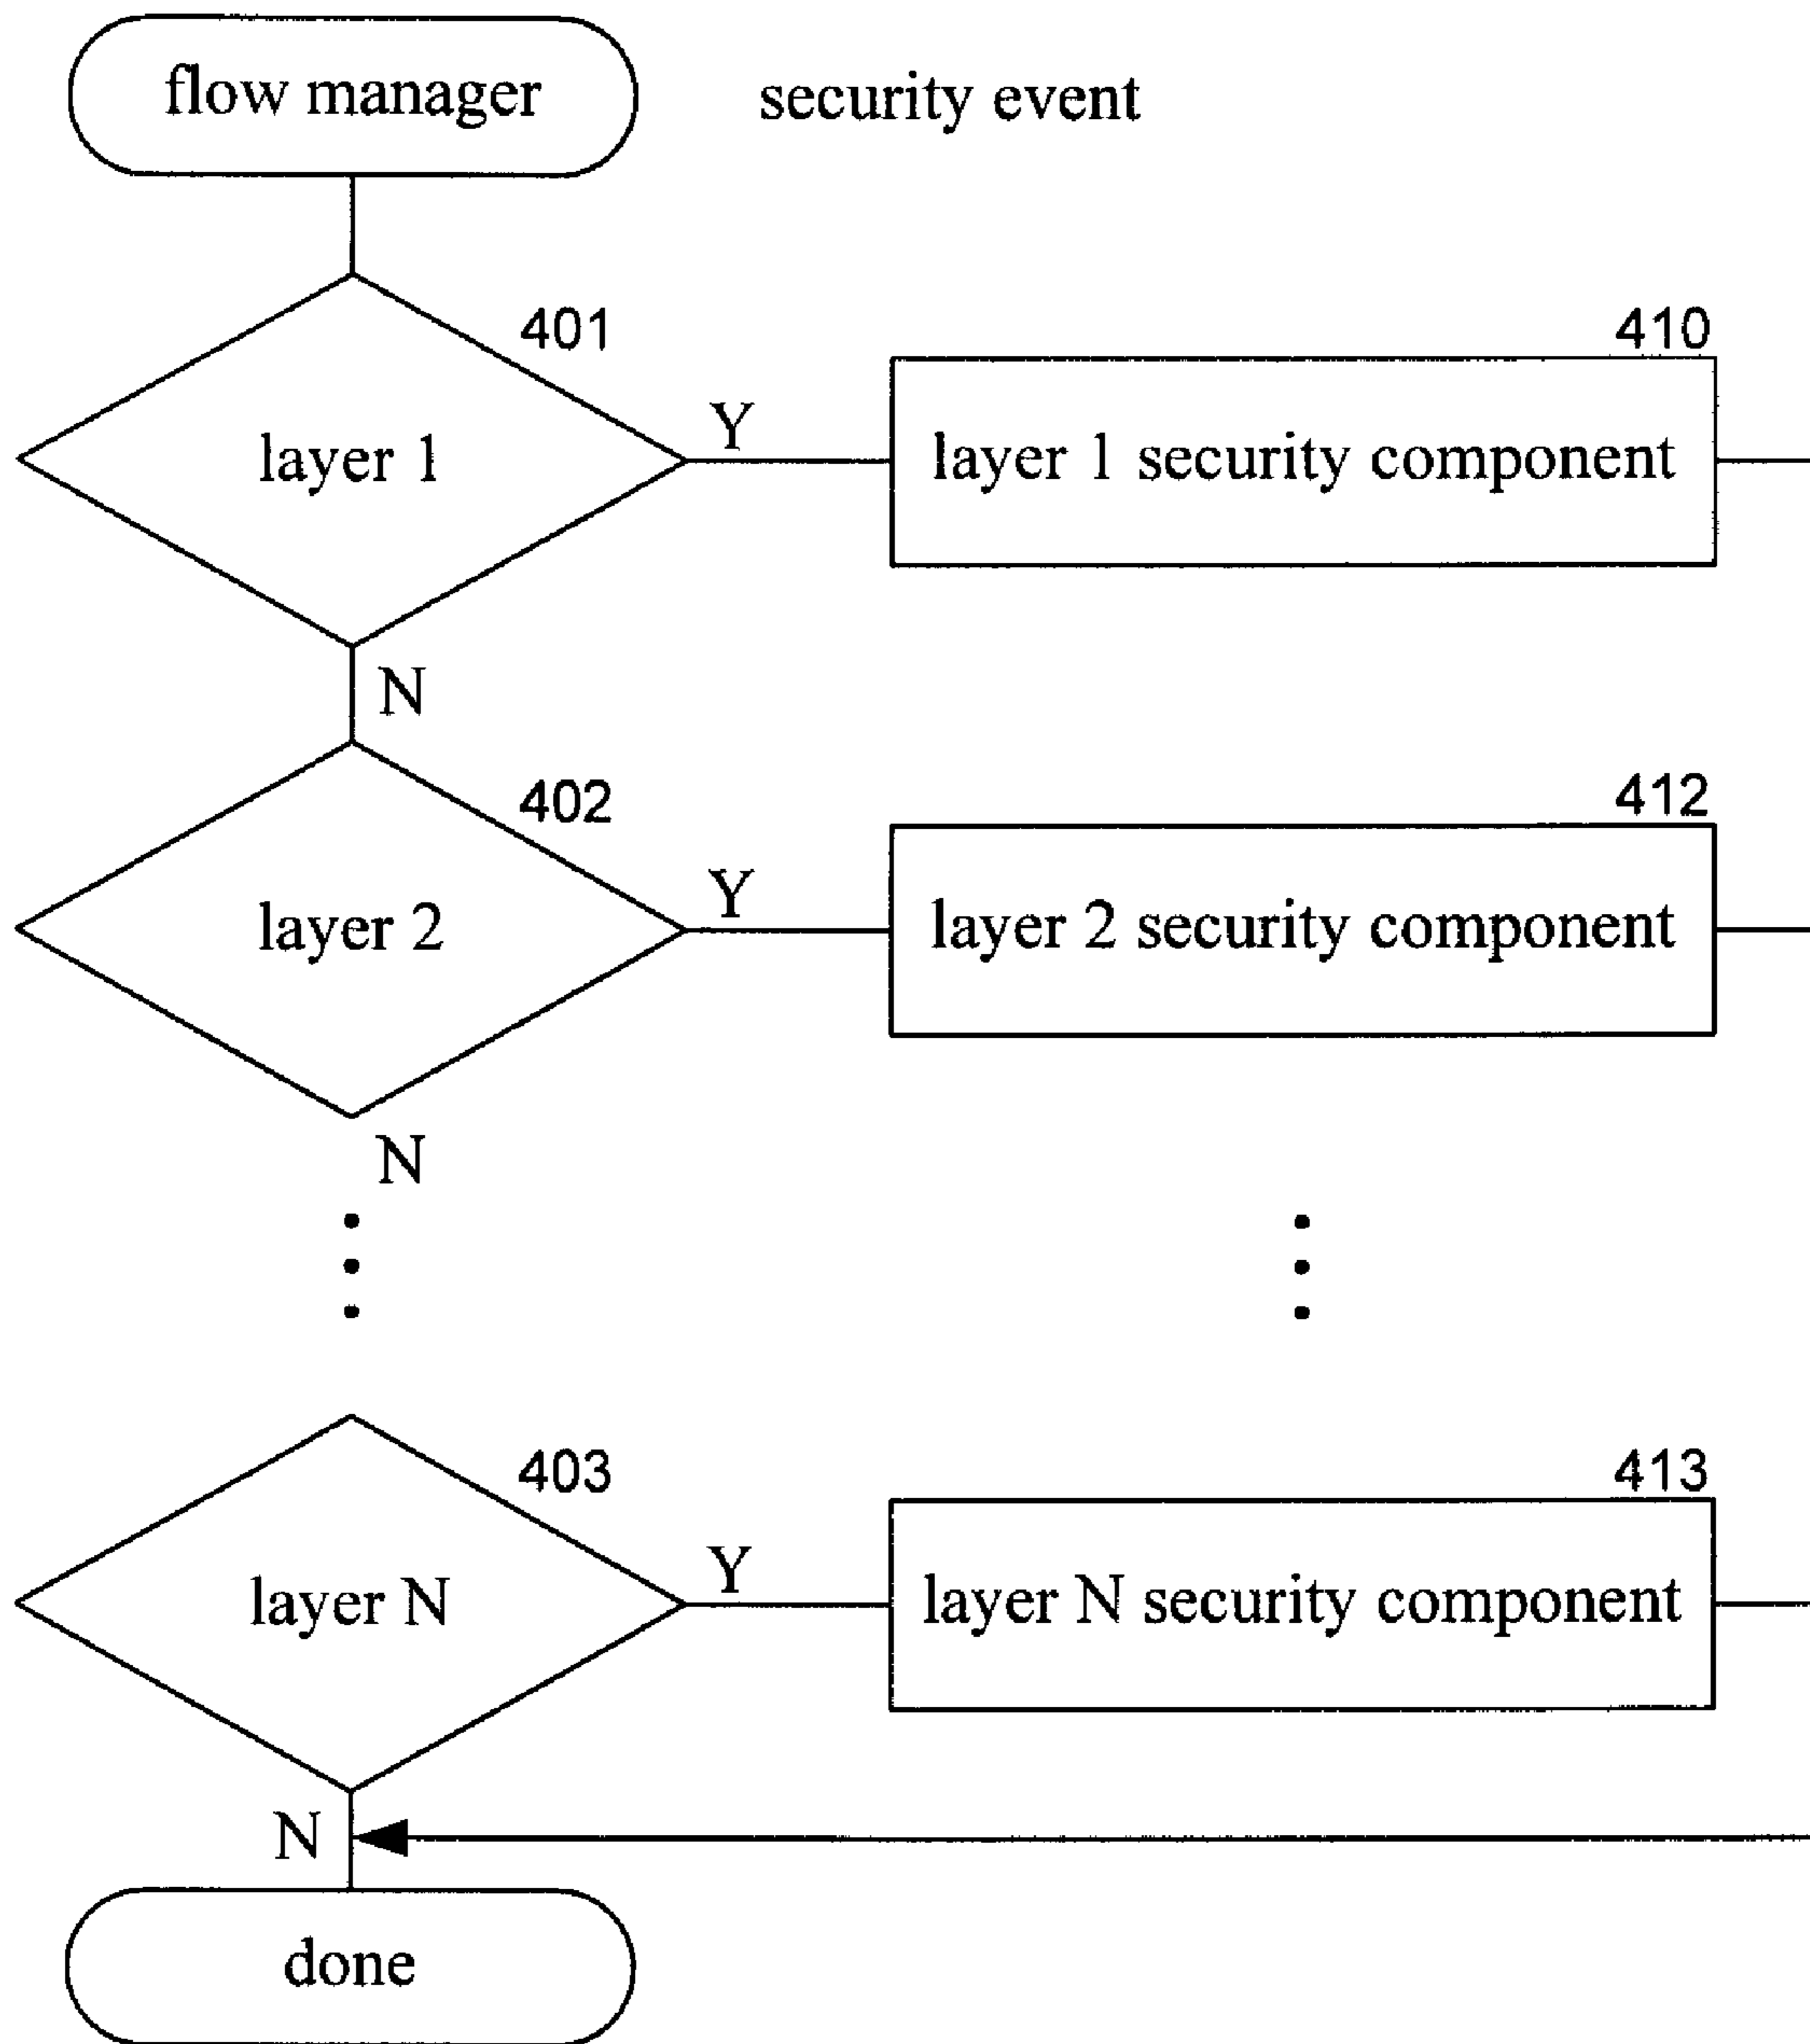 flow manager
security event
401
410
layer 1
Y
layer 1 security component
N
402
412
layer 2
Y
layer 2 security component
N
403
413
layer N
Y
layer N security component
N
done